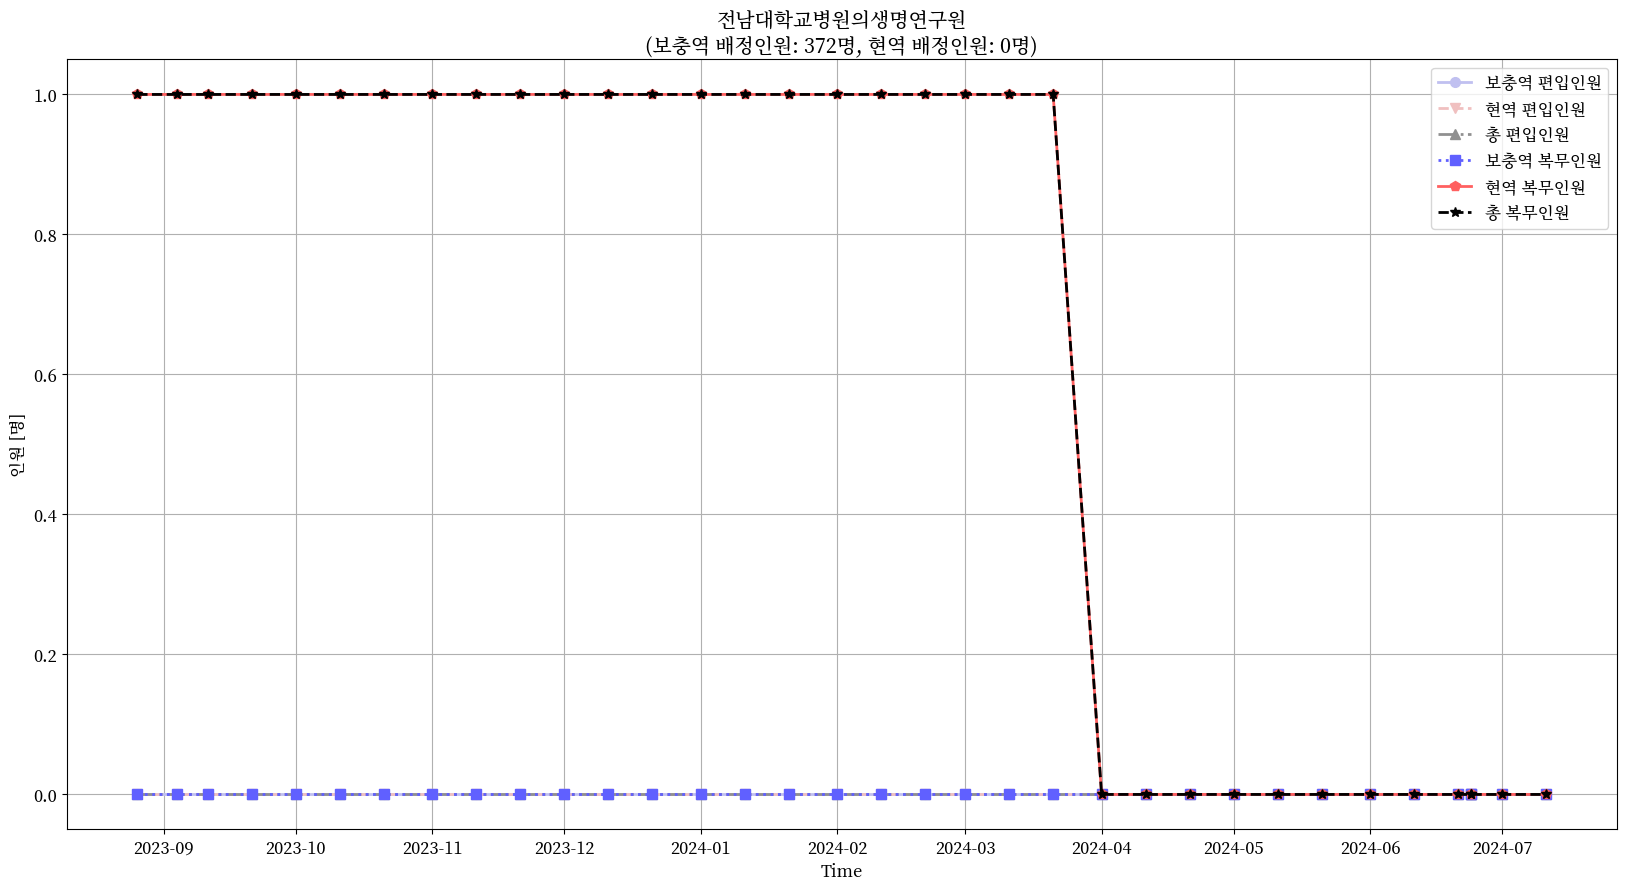 전남대학교병원의생명연구원
(보충역 배정인원: 372명, 현역 배정인원: 0명)
보충역 편입인원
현역 편입인원
총 편입인원
보충역 복무인원
현역 복무인원
총 복무인원
인원 [명]
1.0
0.8
0.6
0.4
0.2
0.0
2023-09 2023-10 2023-11 2023-12 2024-01 2024-02 2024-03 2024-04 2024-05 2024-06 2024-07
Time